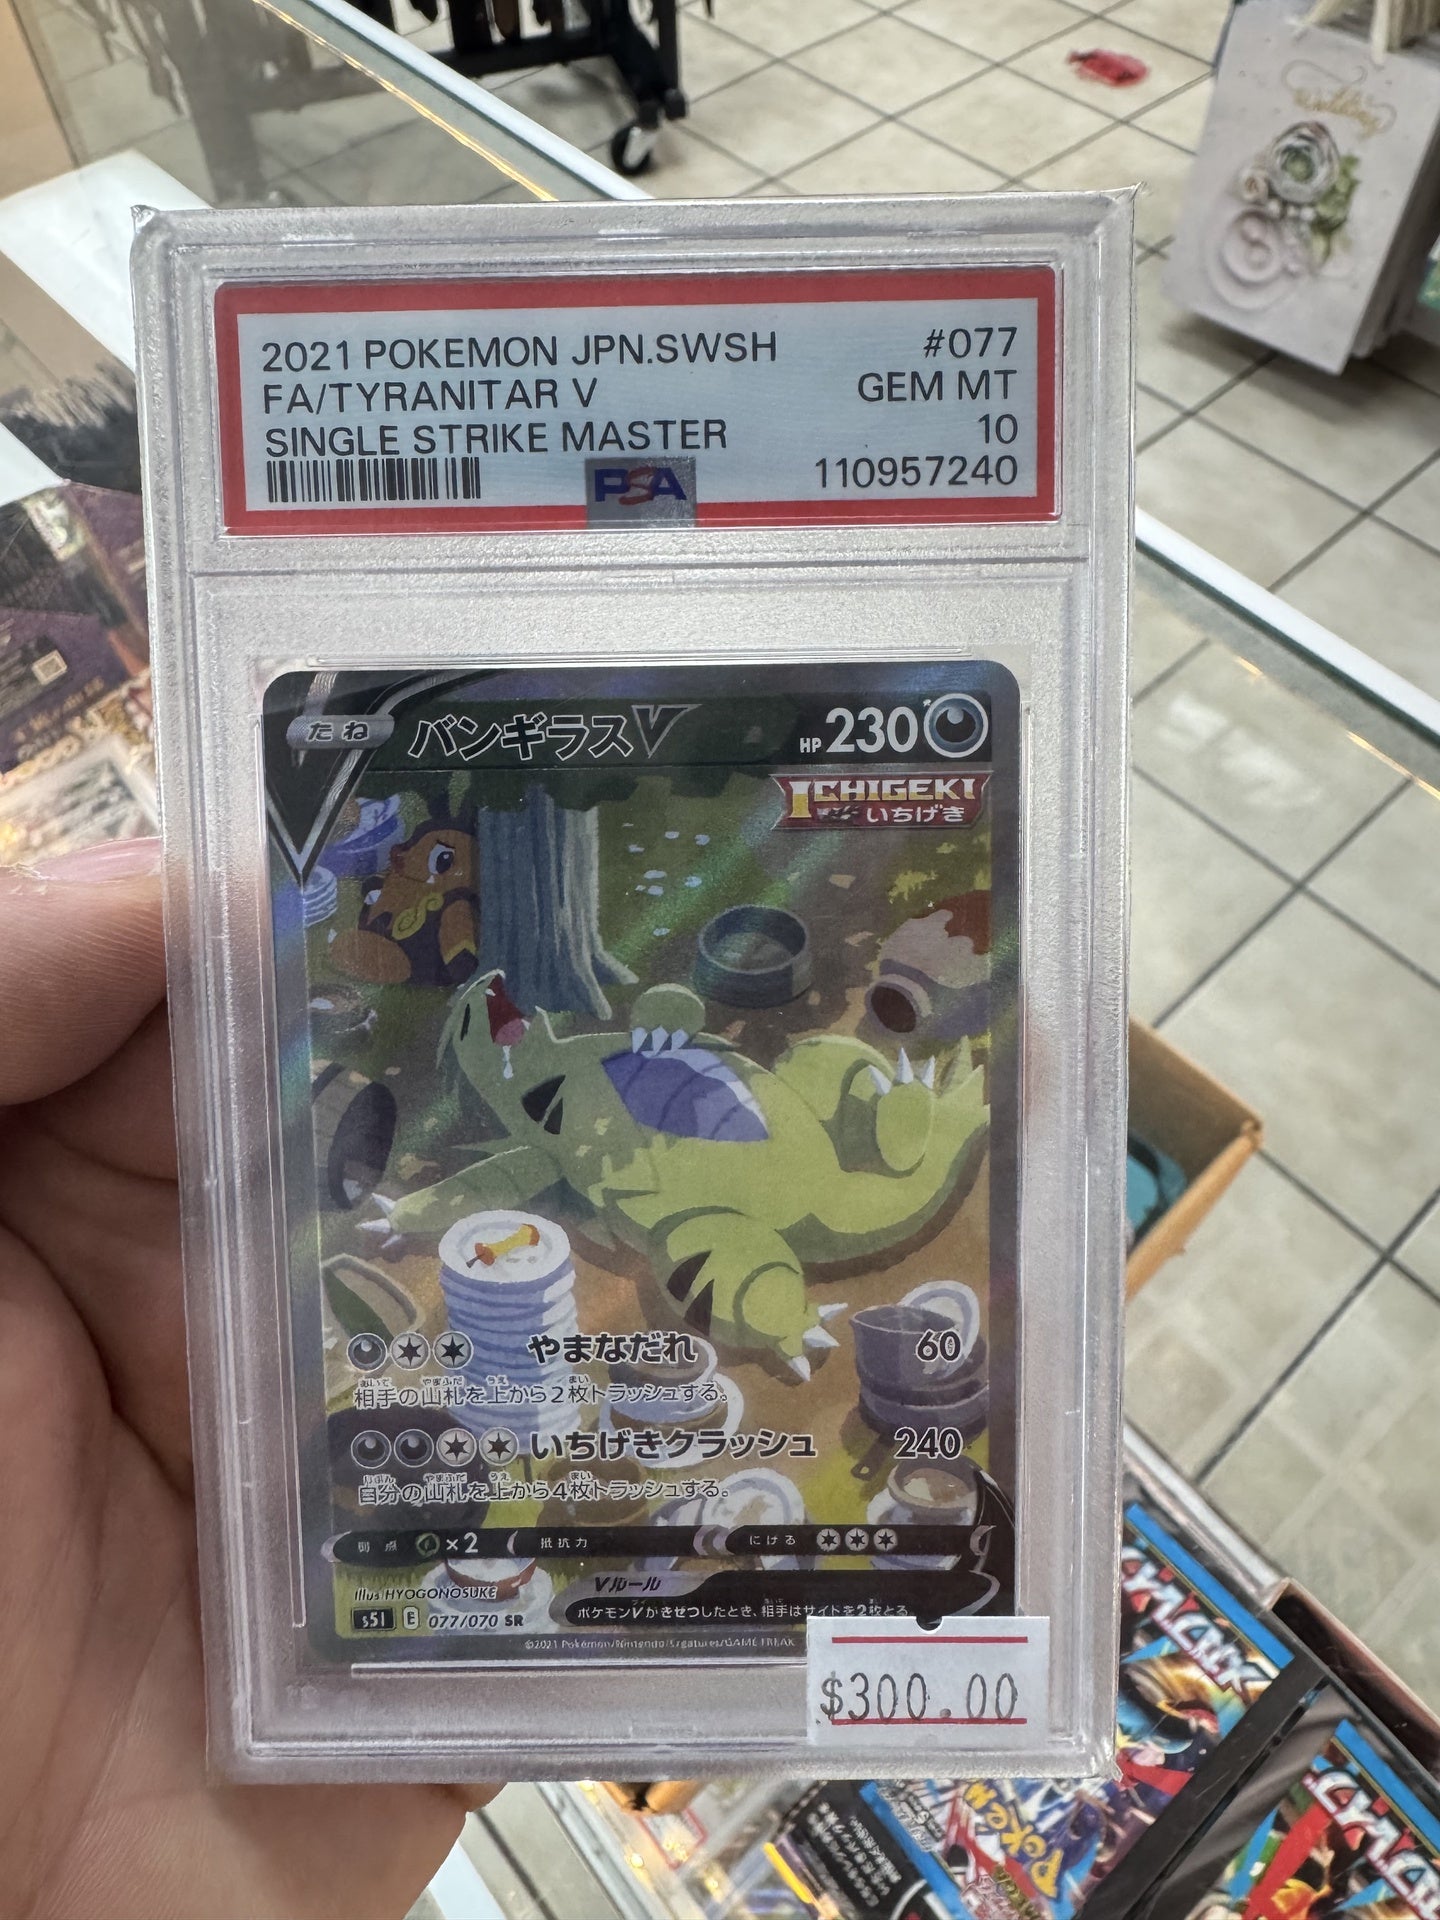 2021 POKEMON JPN.SWSH #077
FA/TYRANITAR V GEM MT
SINGLE STRIKE MASTER 10
PSA 110957240
たね バンギラスV HP 230
ICHIGEKI
いちげき
やまなだれ 60
相手の山札を上から2枚トラッシュする。
いちげきクラッシュ 240
自分の山札を上から4枚トラッシュする。
弱点 ×2 抵抗力 にげる
Vルール
ポケモンVがきぜつしたとき、相手はサイドを2枚とる
illus. HYOGONOSUKE
s5I E 077/070 SR
©2021 Pokémon/Nintendo/Creatures/GAME FREAK
$300.00